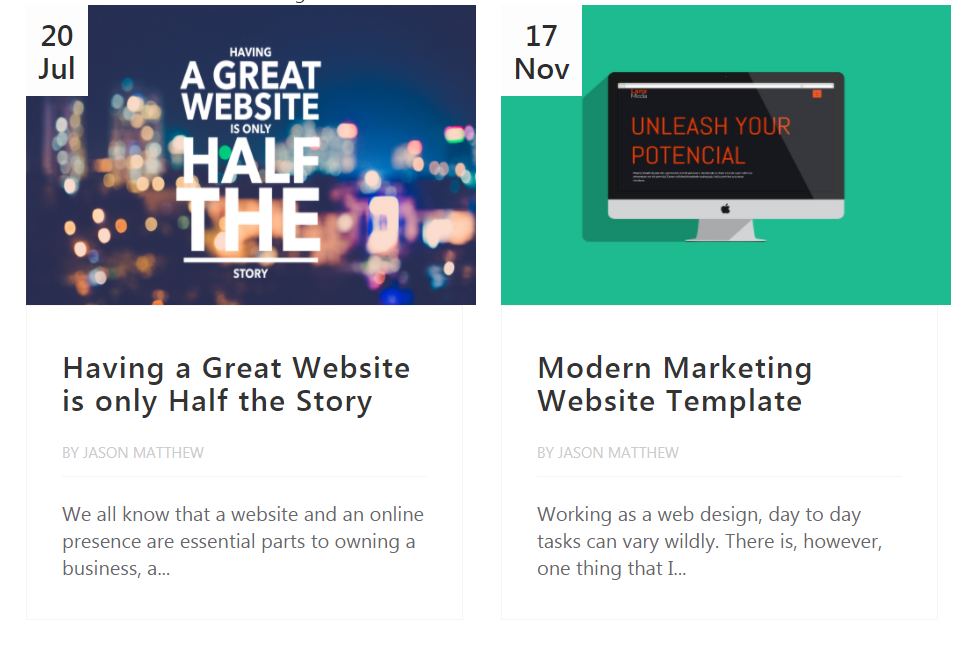 20
Jul
HAVING
A GREAT
WEBSITE
IS ONLY
HALF
THE
STORY
Having a Great Website
is only Half the Story
BY JASON MATTHEW
We all know that a website and an online
presence are essential parts to owning a
business, a...
17
Nov
UNLEASH YOUR
POTENCIAL
Modern Marketing
Website Template
BY JASON MATTHEW
Working as a web design, day to day
tasks can vary wildly. There is, however,
one thing that I...